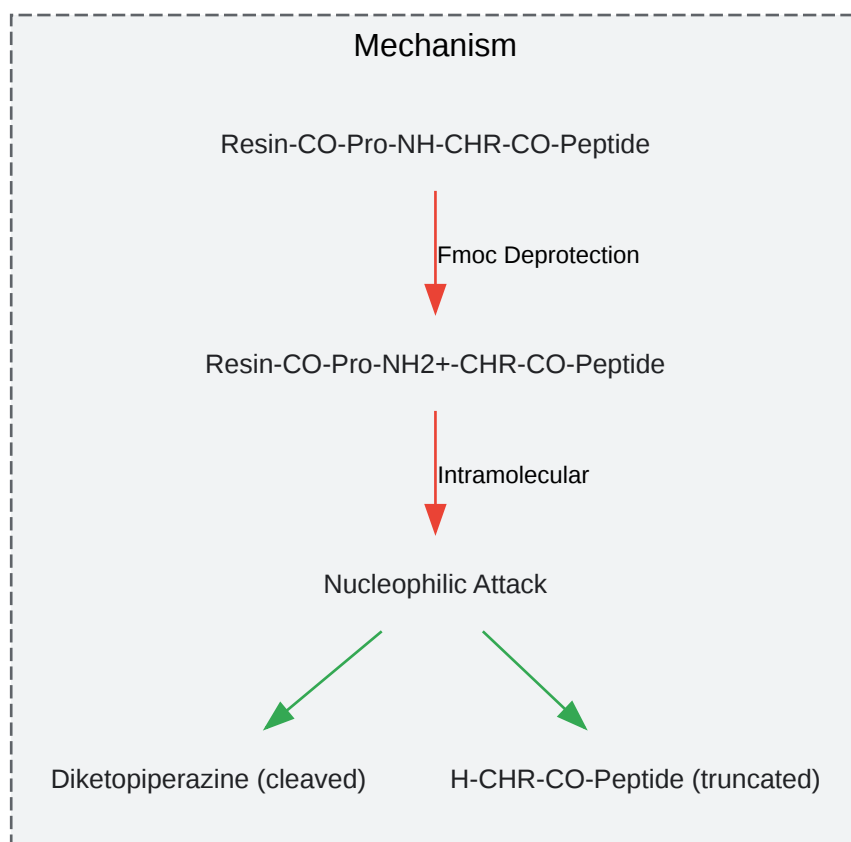 Mechanism
Resin-CO-Pro-NH-CHR-CO-Peptide
Fmoc Deprotection
Resin-CO-Pro-NH2+-CHR-CO-Peptide
Intramolecular
Nucleophilic Attack
Diketopiperazine (cleaved)
H-CHR-CO-Peptide (truncated)